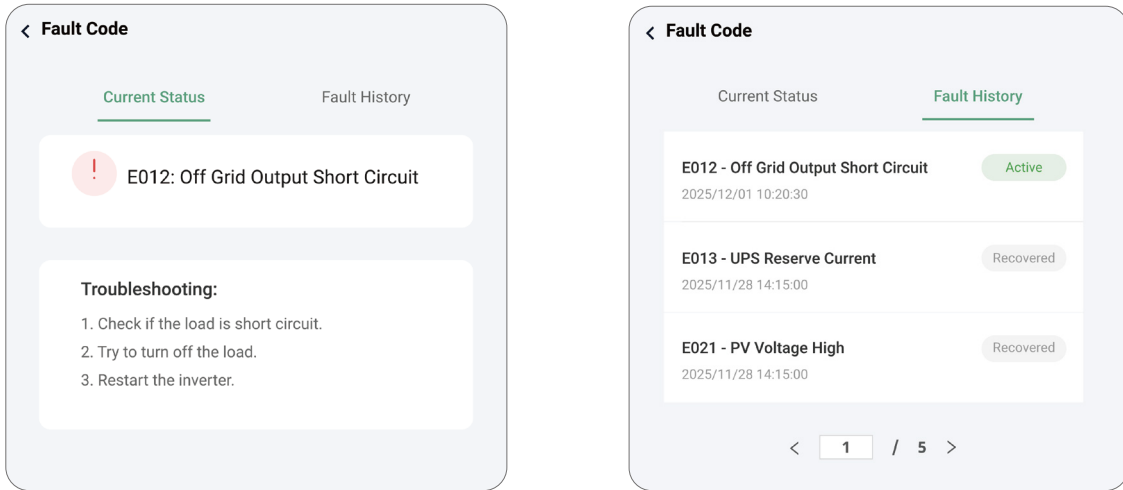 Fault Code
Current Status Fault History
E012: Off Grid Output Short Circuit
Troubleshooting:
1. Check if the load is short circuit.
2. Try to turn off the load.
3. Restart the inverter.
Fault Code
Current Status Fault History
E012 - Off Grid Output Short Circuit Active
2025/12/01 10:20:30
E013 - UPS Reserve Current Recovered
2025/11/28 14:15:00
E021 - PV Voltage High Recovered
2025/11/28 14:15:00
< 1 / 5 >